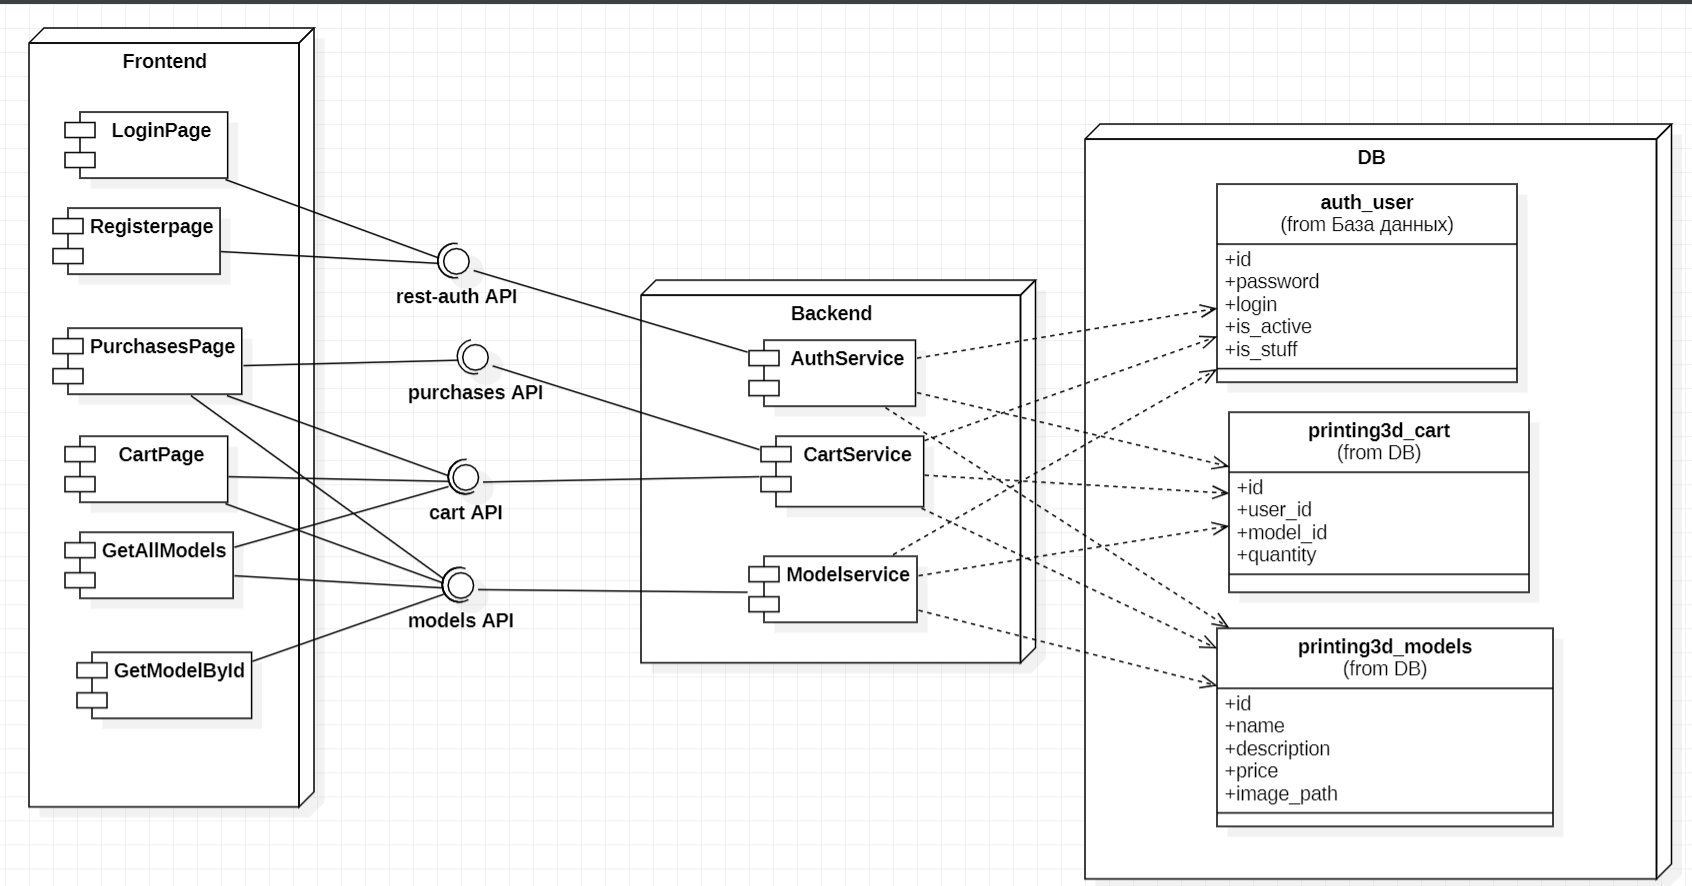 Frontend
LoginPage
Registerpage
PurchasesPage
CartPage
GetAllModels
GetModelById
rest-auth API
purchases API
cart API
models API
Backend
AuthService
CartService
Modelservice
DB
auth_user
(from База данных)
+id
+password
+login
+is_active
+is_stuff
printing3d_cart
(from DB)
+id
+user_id
+model_id
+quantity
printing3d_models
(from DB)
+id
+name
+description
+price
+image_path